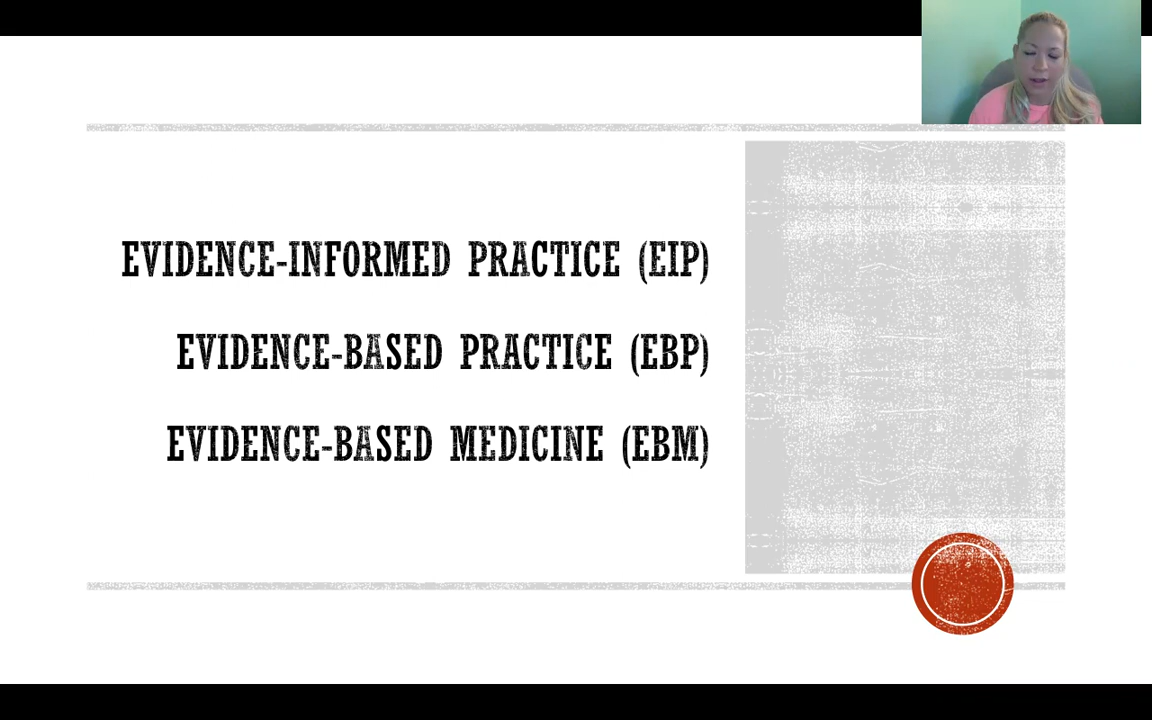 EVIDENCE-INFORMED PRACTICE (EIP)
EVIDENCE-BASED PRACTICE (EBP)
EVIDENCE-BASED MEDICINE (EBM)